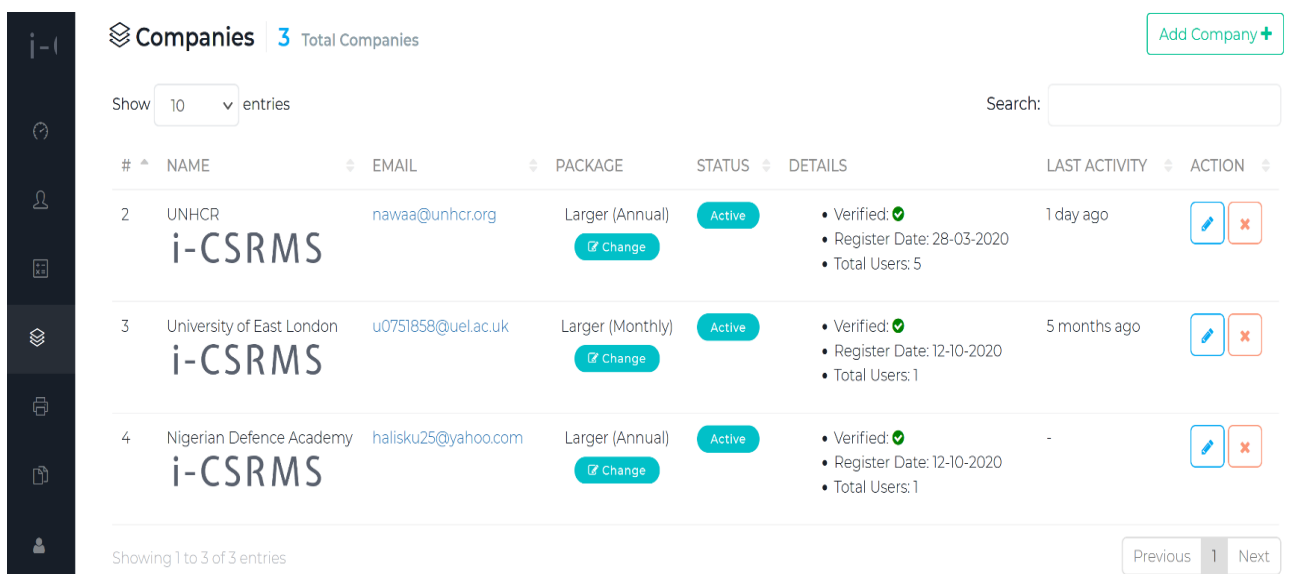 i-(
Companies 3 Total Companies
Add Company
Show 10 entries
Search:
# NAME EMAIL PACKAGE STATUS DETAILS LAST ACTIVITY ACTION
2 UNHCR nawaa@unhcr.org Larger (Annual) Active • Verified: 1 day ago
i-CSRMS Change • Register Date: 28-03-2020
• Total Users: 5
3 University of East London u0751858@uel.ac.uk Larger (Monthly) Active • Verified: 5 months ago
i-CSRMS Change • Register Date: 12-10-2020
• Total Users: 1
4 Nigerian Defence Academy halisku25@yahoo.com Larger (Annual) Active • Verified: -
i-CSRMS Change • Register Date: 12-10-2020
• Total Users: 1
Showing 1 to 3 of 3 entries
Previous 1 Next